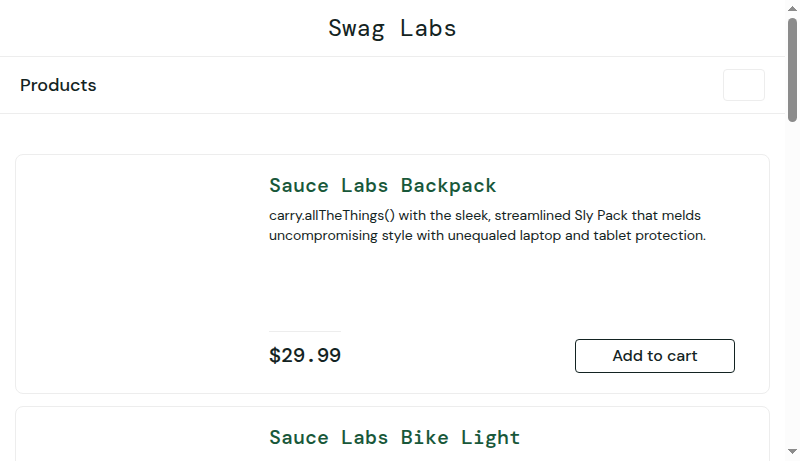 Swag Labs
Products
Sauce Labs Backpack
carry.allTheThings() with the sleek, streamlined Sly Pack that melds
uncompromising style with unequaled laptop and tablet protection.
$29.99
Add to cart
Sauce Labs Bike Light